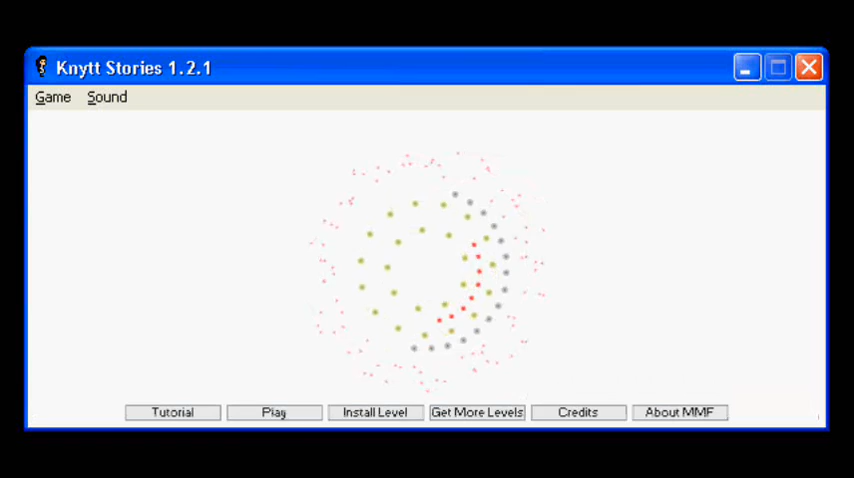 Knytt Stories 1.2.1
Game Sound
Tutorial Play Install Level Get More Levels Credits About MMF